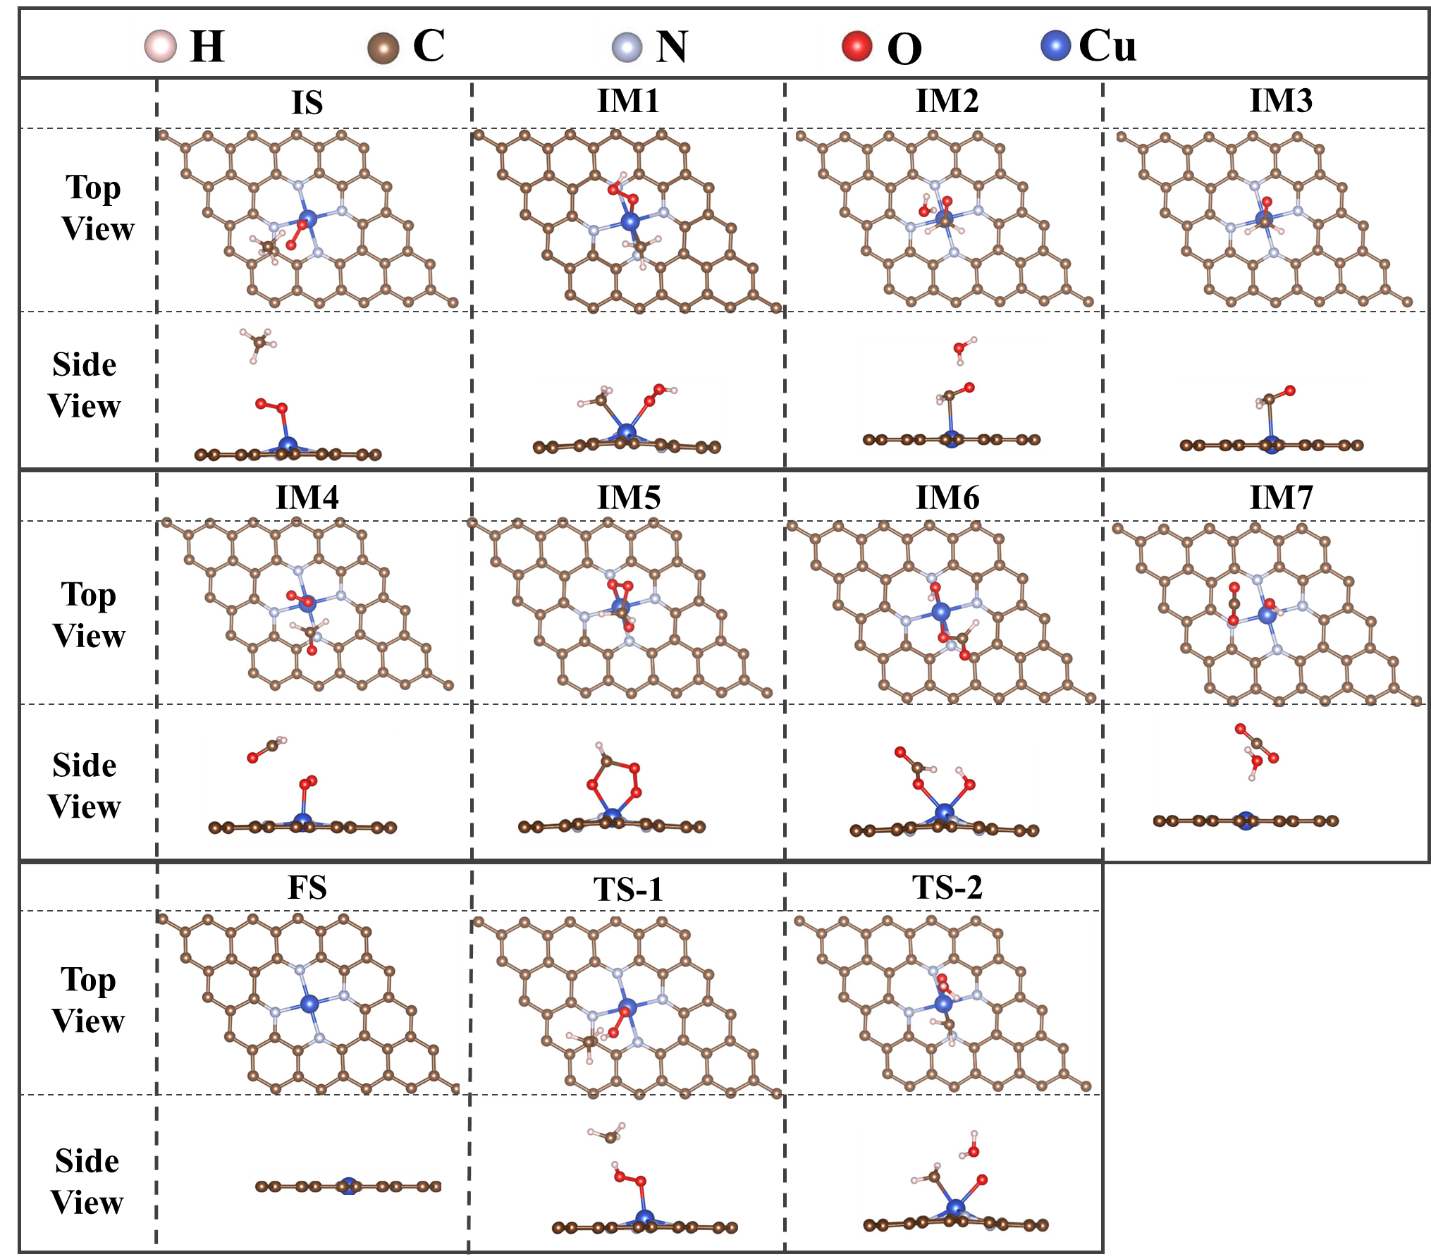 H C N O Cu
IS IM1 IM2 IM3
Top
View
Side
View
IM4 IM5 IM6 IM7
Top
View
Side
View
FS TS-1 TS-2
Top
View
Side
View